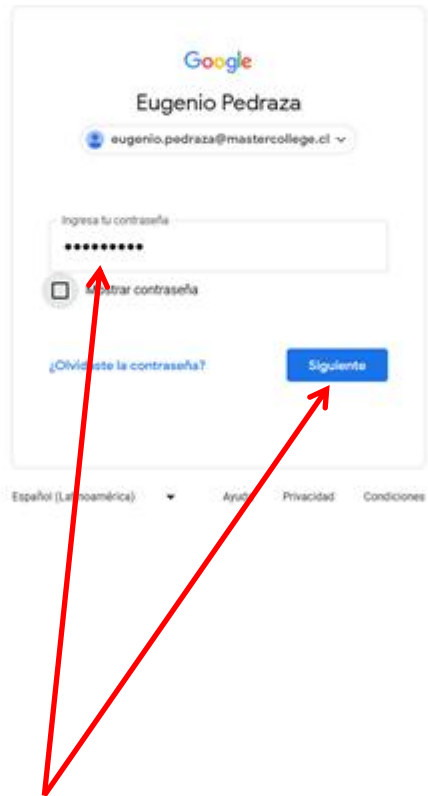 Google
Eugenio Pedraza
eugenio.pedraza@mastercollege.cl
Ingresa tu contraseña
•••••••••
Mostrar contraseña
¿Olvidaste la contraseña?
Siguiente
Español (Latinoamérica) Ayuda Privacidad Condiciones